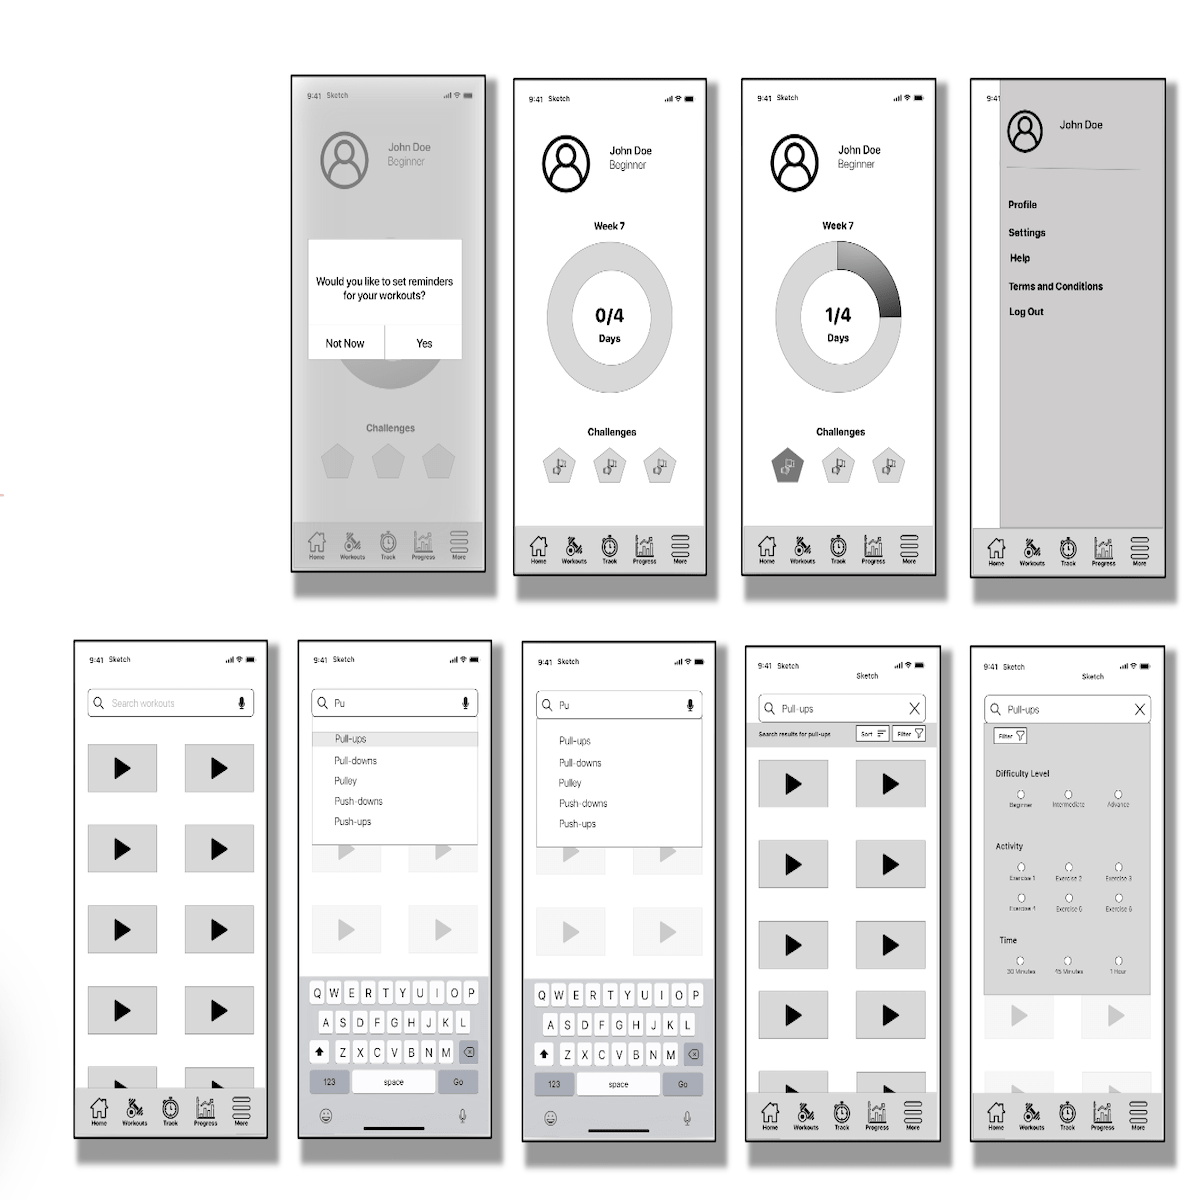 9:41 Sketch
John Doe
Beginner
Would you like to set reminders
for your workouts?
Not Now Yes
Challenges
Home Workouts Track Progress More
9:41 Sketch
John Doe
Beginner
Week 7
0/4
Days
Challenges
Home Workouts Track Progress More
9:41 Sketch
John Doe
Beginner
Week 7
1/4
Days
Challenges
Home Workouts Track Progress More
9:41
John Doe
Profile
Settings
Help
Terms and Conditions
Log Out
Home Workouts Track Progress More
9:41 Sketch
Search workouts
Home Workouts Track Progress More
9:41 Sketch
Pu
Pull-ups
Pull-downs
Pulley
Push-downs
Push-ups
Q W E R T Y U I O P
A S D F G H J K L
Z X C V B N M
123 space Go
9:41 Sketch
Pu
Pull-ups
Pull-downs
Pulley
Push-downs
Push-ups
Q W E R T Y U I O P
A S D F G H J K L
Z X C V B N M
123 space Go
9:41 Sketch
Sketch
Pull-ups
Search results for pull-ups Sort Filter
Home Workouts Track Progress More
9:41 Sketch
Sketch
Pull-ups
Filter
Difficulty Level
Beginner Intermediate Advance
Activity
Exercise 1 Exercise 2 Exercise 3
Exercise 4 Exercise 5 Exercise 6
Time
30 Minutes 45 Minutes 1 Hour
Home Workouts Track Progress More